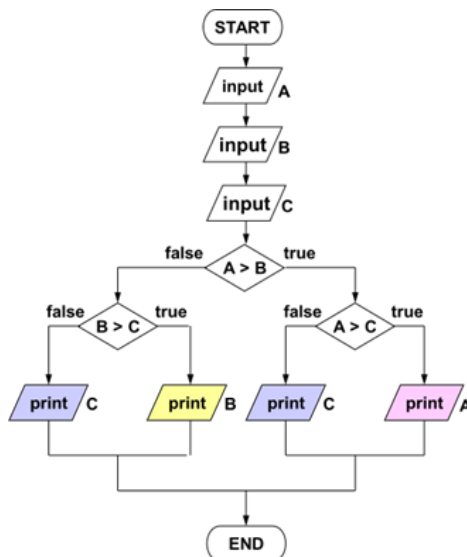 START
input A
input B
input C
false A > B true
false B > C true
false A > C true
print C
print B
print C
print A
END